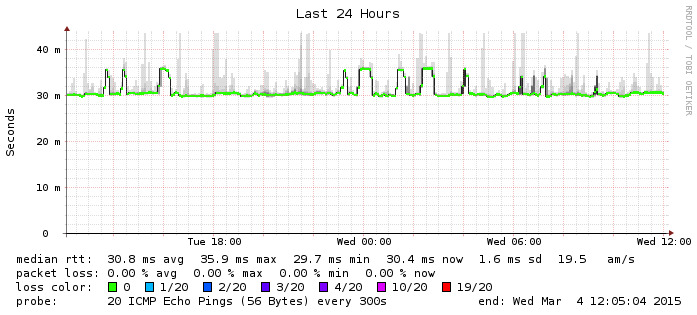 Last 24 Hours
RRDTOOL / TOBI OETIKER
Seconds
40 m
30 m
20 m
10 m
0
Tue 18:00 Wed 00:00 Wed 06:00 Wed 12:00
median rtt: 30.8 ms avg 35.9 ms max 29.7 ms min 30.4 ms now 1.6 ms sd 19.5 am/s
packet loss: 0.00 % avg 0.00 % max 0.00 % min 0.00 % now
loss color: 0 1/20 2/20 3/20 4/20 10/20 19/20
probe: 20 ICMP Echo Pings (56 Bytes) every 300s end: Wed Mar 4 12:05:04 2015